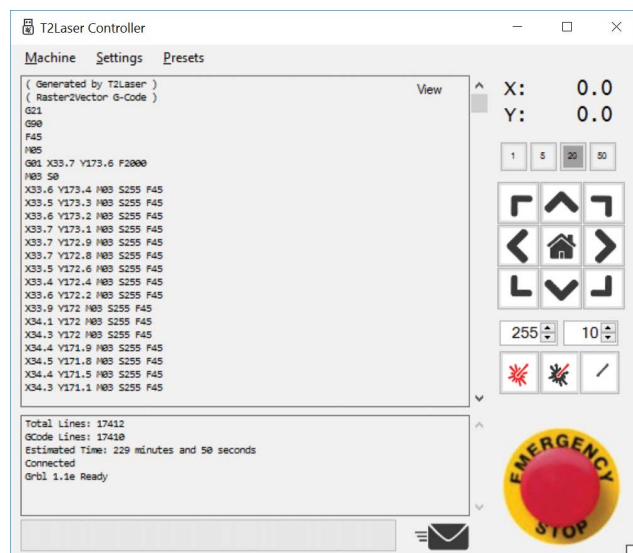 T2Laser Controller
Machine Settings Presets
( Generated by T2Laser )
View
( Raster2Vector G-Code )
G21
G90
F45
M05
G01 X33.7 Y173.6 F2000
M03 S0
X33.6 Y173.4 M03 S255 F45
X33.5 Y173.3 M03 S255 F45
X33.6 Y173.2 M03 S255 F45
X33.7 Y173.1 M03 S255 F45
X33.7 Y172.9 M03 S255 F45
X33.7 Y172.8 M03 S255 F45
X33.5 Y172.6 M03 S255 F45
X33.4 Y172.4 M03 S255 F45
X33.6 Y172.2 M03 S255 F45
X33.9 Y172 M03 S255 F45
X34.1 Y172 M03 S255 F45
X34.3 Y172 M03 S255 F45
X34.4 Y171.9 M03 S255 F45
X34.5 Y171.8 M03 S255 F45
X34.4 Y171.5 M03 S255 F45
X34.3 Y171.1 M03 S255 F45
Total Lines: 17412
GCode Lines: 17410
Estimated Time: 229 minutes and 50 seconds
Connected
Grbl 1.1e Ready
X: 0.0
Y: 0.0
1 5 20 50
255 10
EMERGENCY
STOP